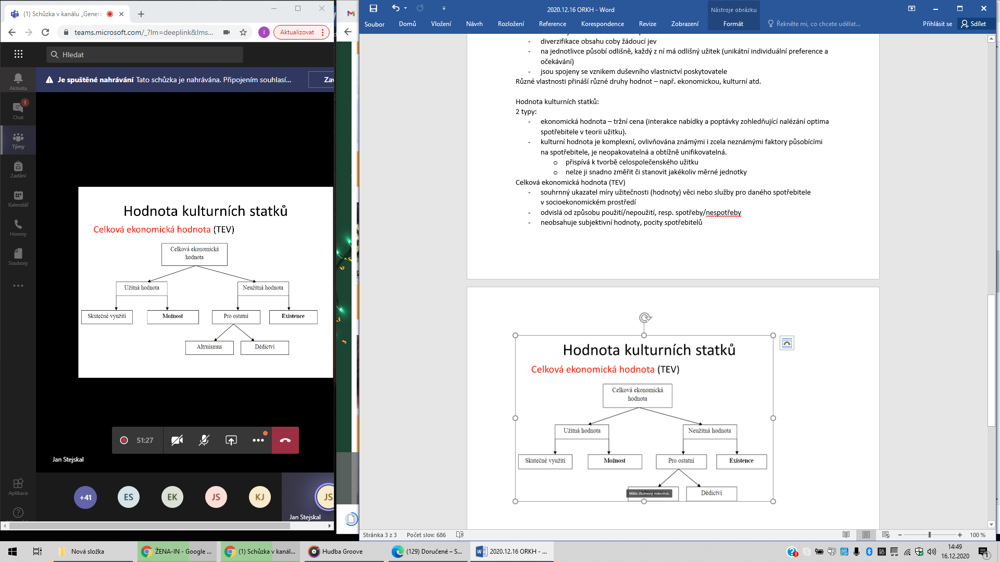 (1) Schůzka v kanálu „Genera
teams.microsoft.com/_?lm=deeplink&lms...
Aktualizovat
Hledat
Je spuštěné nahrávání Tato schůzka je nahrávána. Připojením souhlasí...
Zav
Aktivita
1
Chat
Týmy
Zadání
Kalendář
Hovory
Soubory
Aplikace
Hodnota kulturních statků
Celková ekonomická hodnota (TEV)
Celková ekonomická
hodnota
Užitná hodnota
Neužitná hodnota
Skutečné využití
Možnost
Pro ostatní
Existence
Altruismus
Dědictví
51:27
Jan Stejskal
+41
ES
EK
JS
KJ
JS
Jan Stejskal
2020.12.16 ORKH - Word
Nástroje obrázku
Soubor
Domů
Vložení
Návrh
Rozložení
Reference
Korespondence
Revize
Zobrazení
Formát
Řekněte mi, co chcete udělat...
Přihlásit se
Sdílet
- diverzifikace obsahu coby žádoucí jev
- na jednotlivce působí odlišně, každý z ní má odlišný užitek (unikátní individuální preference a
očekávání)
- jsou spojeny se vznikem duševního vlastnictví poskytovatele
Různé vlastnosti přináší různé druhy hodnot – např. ekonomickou, kulturní atd.
Hodnota kulturních statků:
2 typy:
- ekonomická hodnota – tržní cena (interakce nabídky a poptávky zohledňující nalézání optima
spotřebitele v teorii užitku).
- kulturní hodnota je komplexní, ovlivňována známými i zcela neznámými faktory působícími
na spotřebitele, je neopakovatelná a obtížně unifikovatelná.
o přispívá k tvorbě celospolečenského užitku
o nelze ji snadno změřit či stanovit jakékoliv měrné jednotky
Celková ekonomická hodnota (TEV)
- souhrnný ukazatel míry užitečnosti (hodnoty) věci nebo služby pro daného spotřebitele
v socioekonomickém prostředí
- odvislá od způsobu použití/nepoužití, resp. spotřeby/nespotřeby
- neobsahuje subjektivní hodnoty, pocity spotřebitelů
Hodnota kulturních statků
Celková ekonomická hodnota (TEV)
Celková ekonomická
hodnota
Užitná hodnota
Neužitná hodnota
Skutečné využití
Možnost
Pro ostatní
Existence
Máte ztlumený mikrofon.
Dědictví
Stránka 3 z 3
Počet slov: 686
100 %
Nová složka
ŽENA-IN - Google ...
(1) Schůzka v kanál...
Hudba Groove
(129) Doručené – S...
2020.12.16 ORKH - ...
14:49
16.12.2020
1